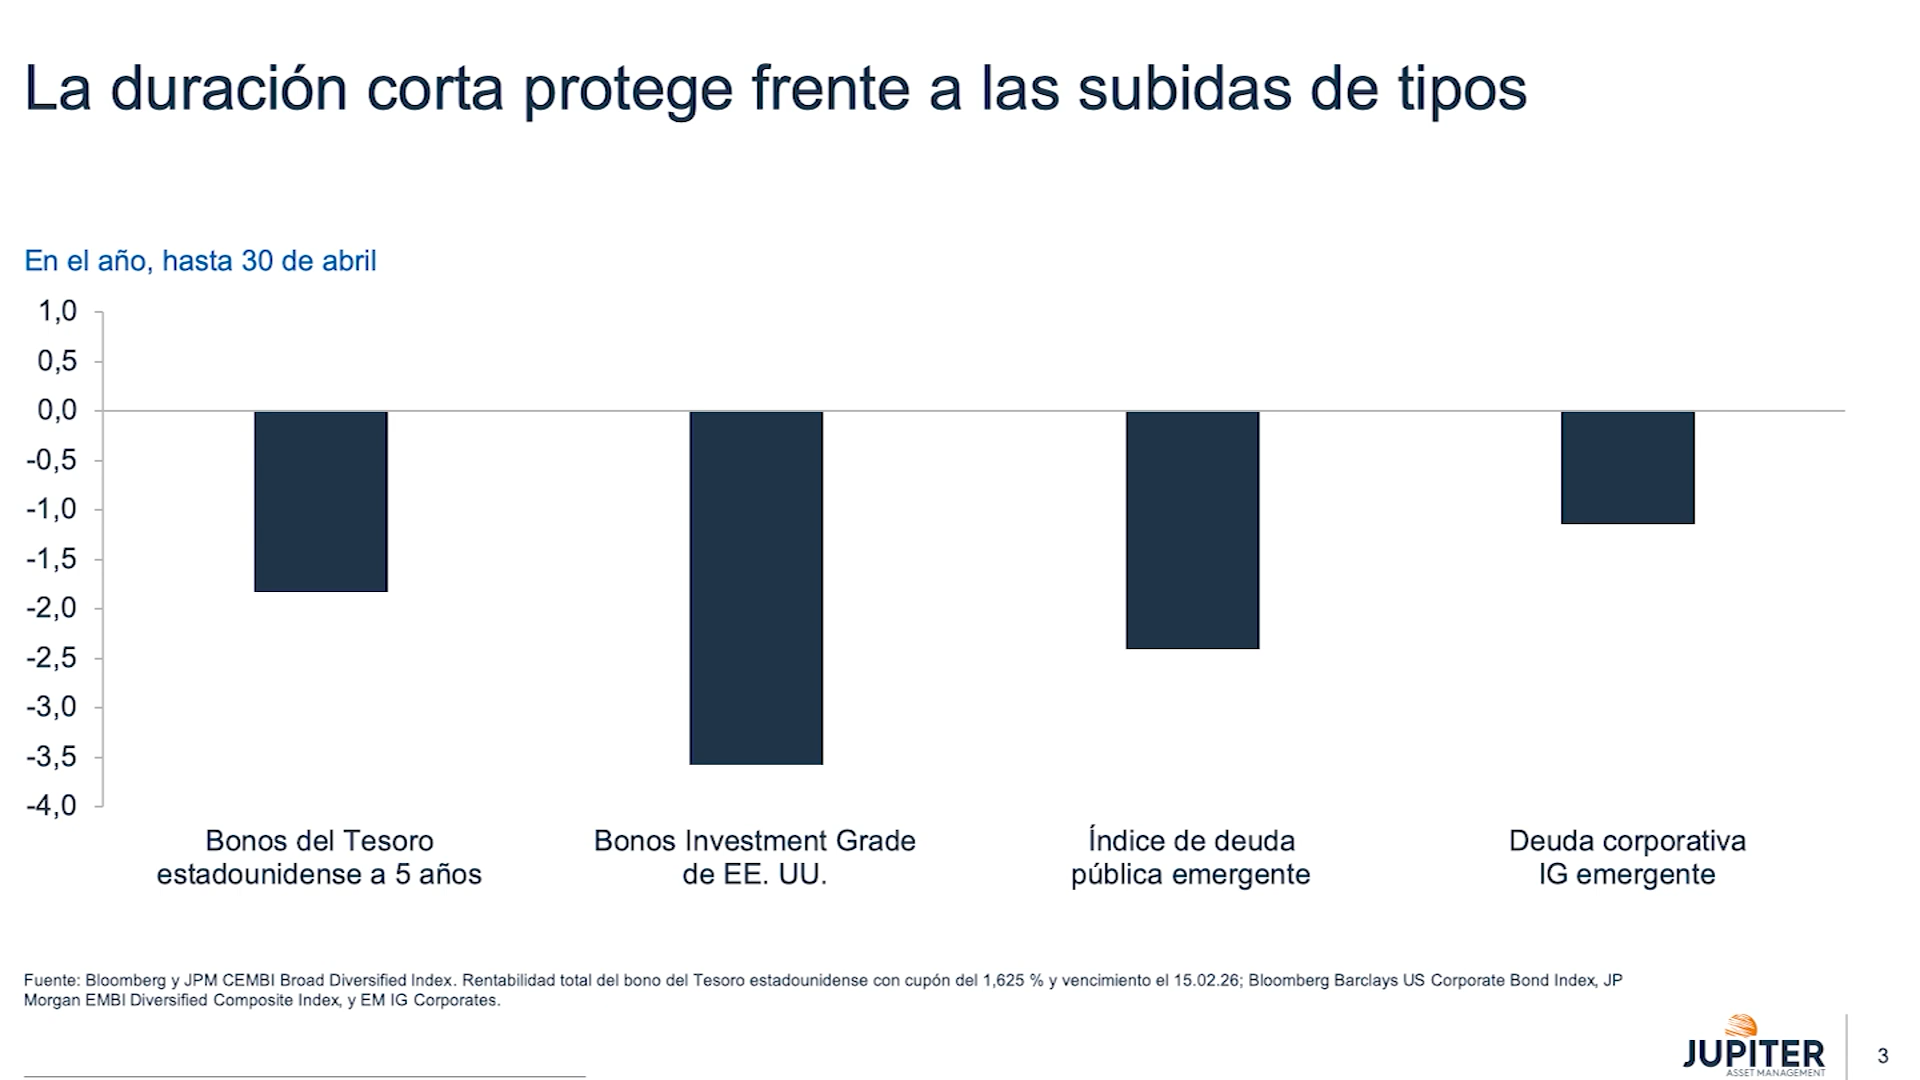 La duración corta protege frente a las subidas de tipos
En el año, hasta 30 de abril
1,0
0,5
0,0
-0,5
-1,0
-1,5
-2,0
-2,5
-3,0
-3,5
-4,0
Bonos del Tesoro
estadounidense a 5 años
Bonos Investment Grade
de EE. UU.
Índice de deuda
pública emergente
Deuda corporativa
IG emergente
Fuente: Bloomberg y JPM CEMBI Broad Diversified Index. Rentabilidad total del bono del Tesoro estadounidense con cupón del 1,625 % y vencimiento el 15.02.26; Bloomberg Barclays US Corporate Bond Index, JP
Morgan EMBI Diversified Composite Index, y EM IG Corporates.
JUPITER
ASSET MANAGEMENT
3